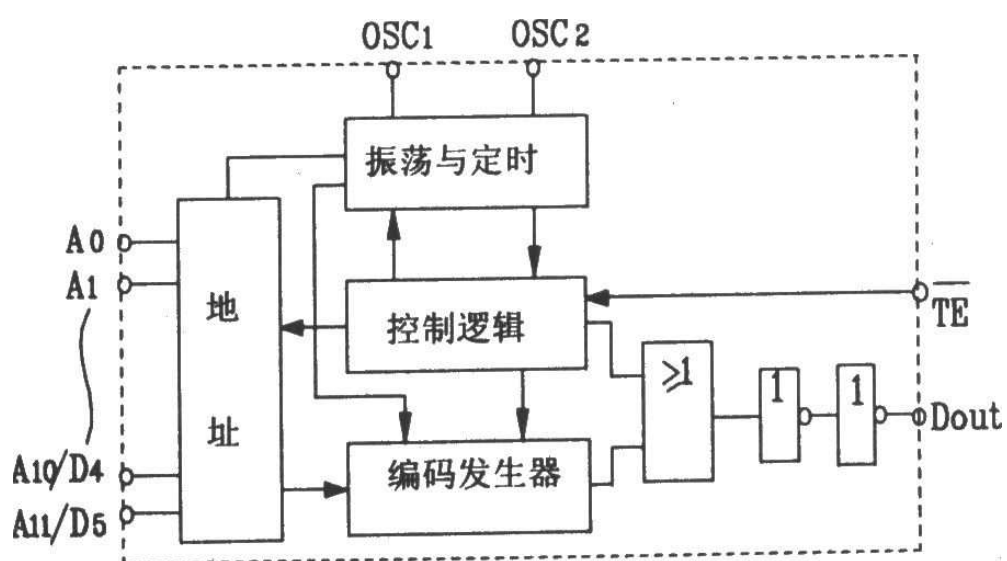 OSC1 OSC2
振荡与定时
A0
A1
地址
控制逻辑
TE
≥1
1
1
Dout
编码发生器
A10/D4
A11/D5